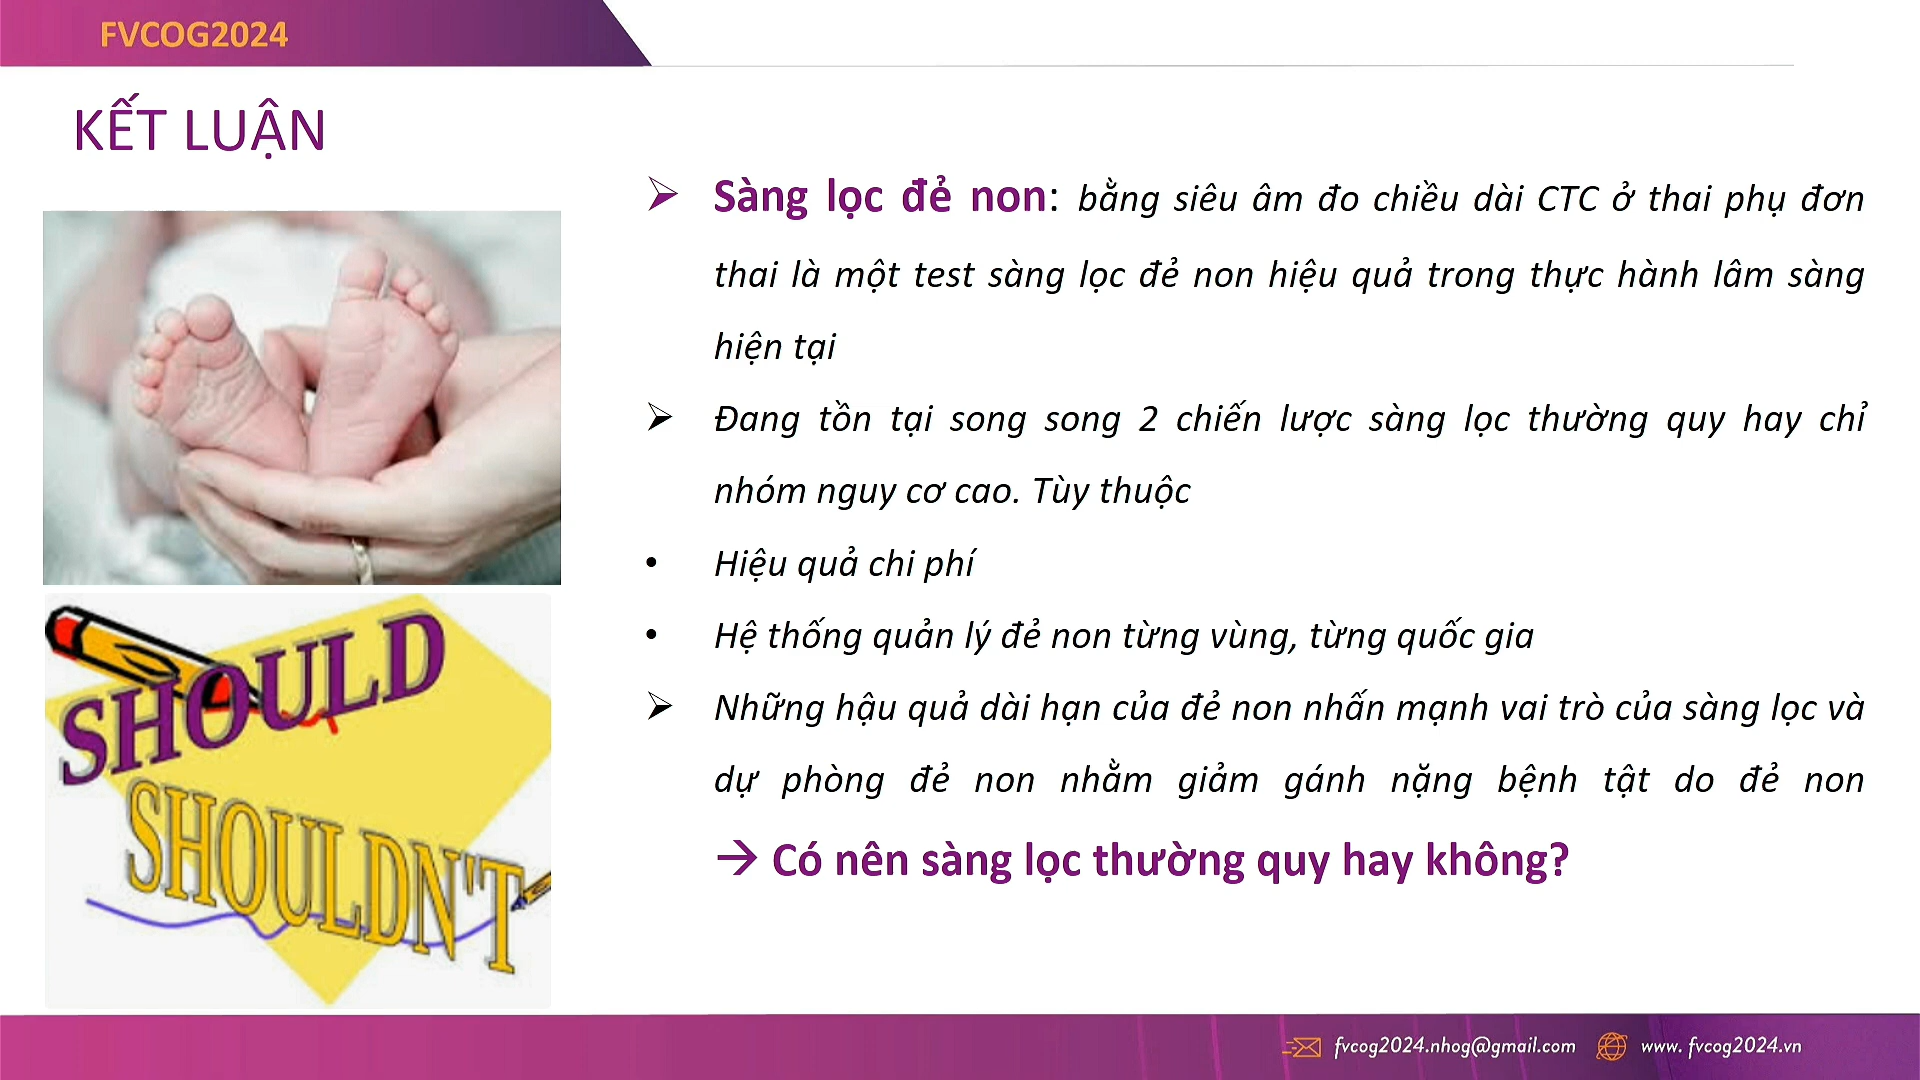 FVCOG2024
KẾT LUẬN
➢ Sàng lọc đẻ non: bằng siêu âm đo chiều dài CTC ở thai phụ đơn
thai là một test sàng lọc đẻ non hiệu quả trong thực hành lâm sàng
hiện tại
➢ Đang tồn tại song song 2 chiến lược sàng lọc thường quy hay chỉ
nhóm nguy cơ cao. Tùy thuộc
• Hiệu quả chi phí
• Hệ thống quản lý đẻ non từng vùng, từng quốc gia
➢ Những hậu quả dài hạn của đẻ non nhấn mạnh vai trò của sàng lọc và
dự phòng đẻ non nhằm giảm gánh nặng bệnh tật do đẻ non
→ Có nên sàng lọc thường quy hay không?
SHOULD
SHOULDN'T
fvcog2024.nhog@gmail.com
www. fvcog2024.vn